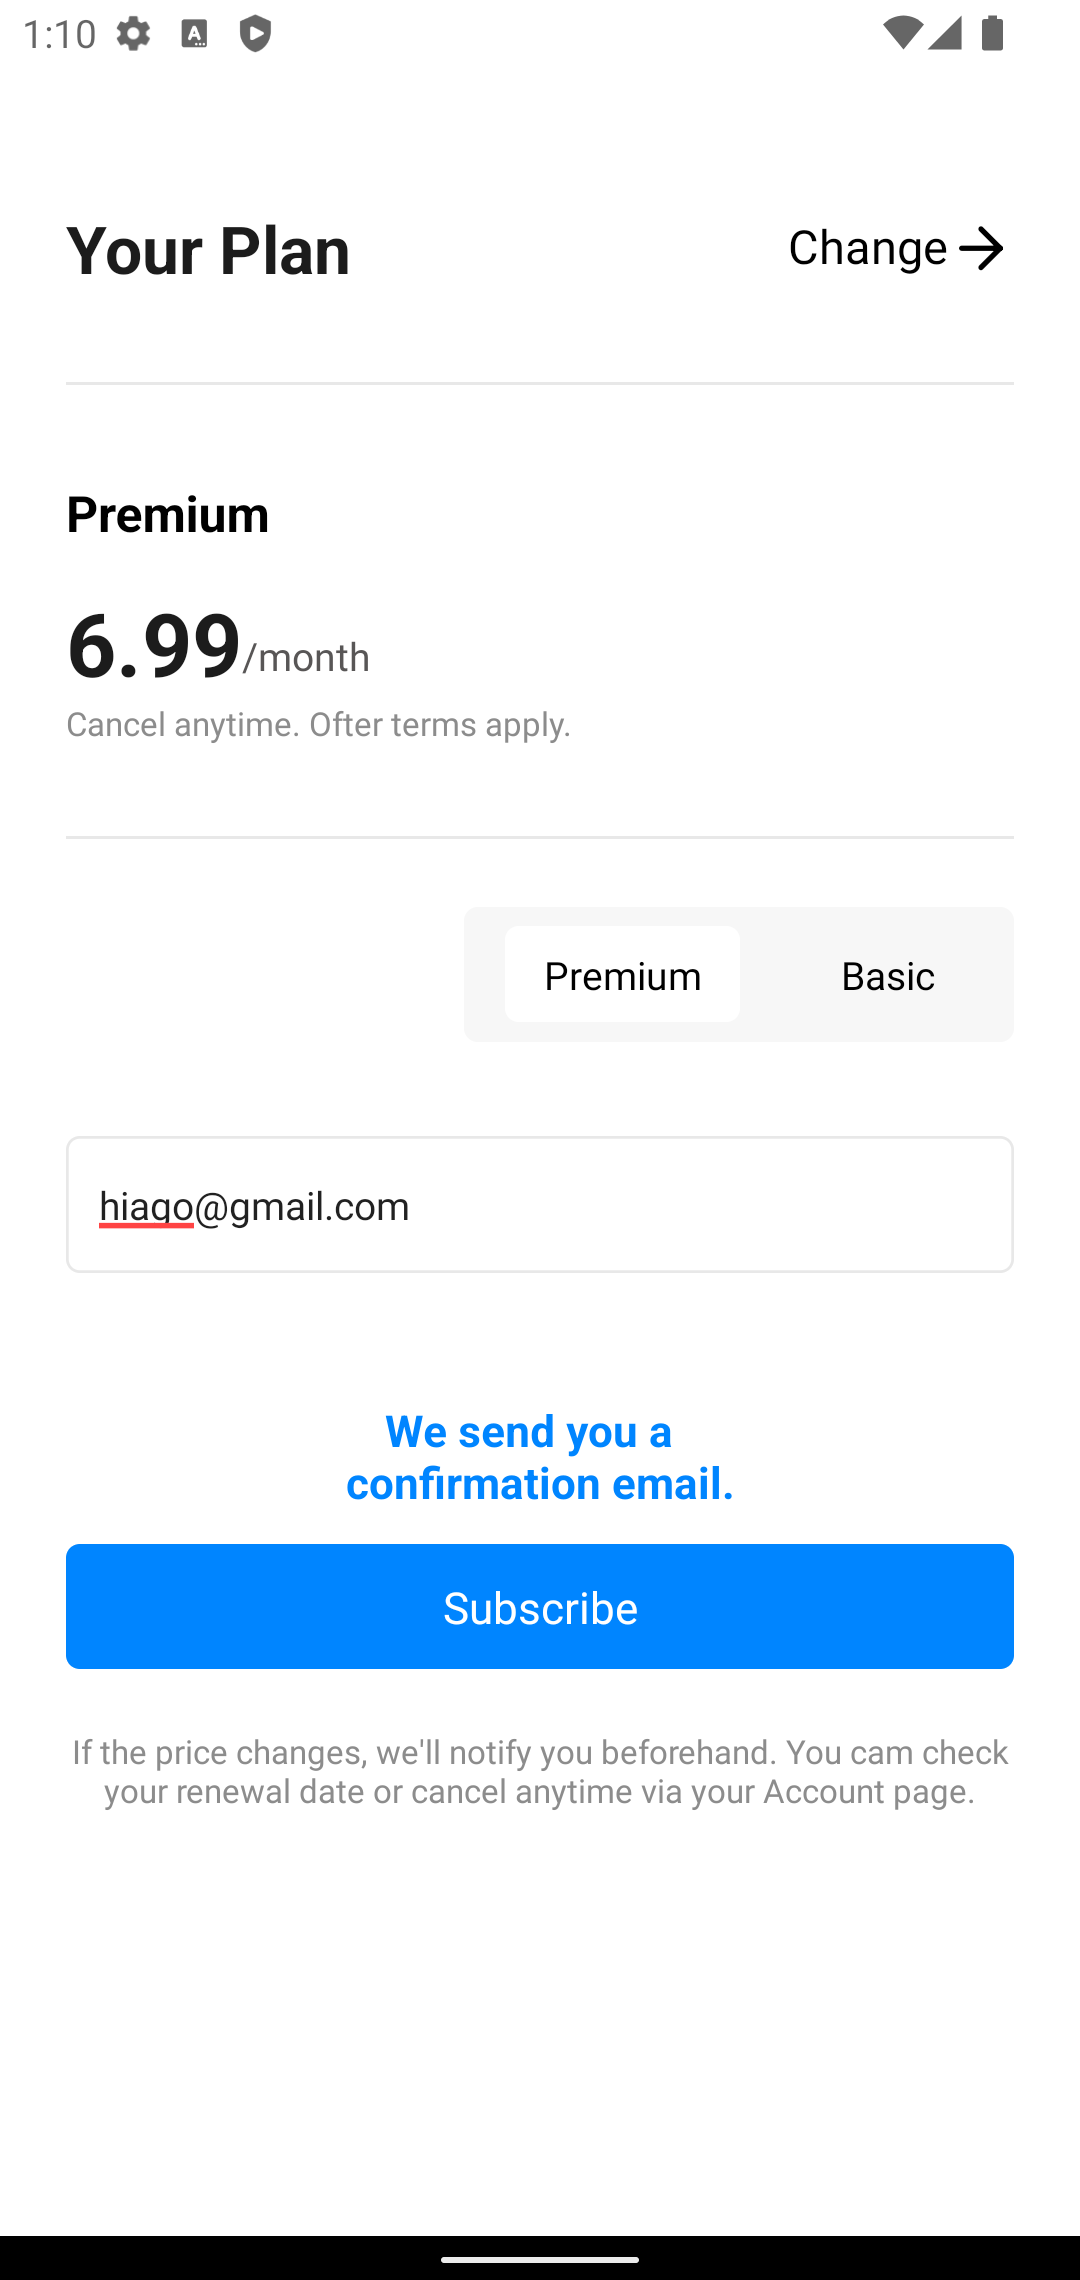 1:10
Your Plan
Change
Premium
6.99/month
Cancel anytime. Ofter terms apply.
Premium
Basic
hiago@gmail.com
We send you a
confirmation email.
Subscribe
If the price changes, we'll notify you beforehand. You cam check
your renewal date or cancel anytime via your Account page.